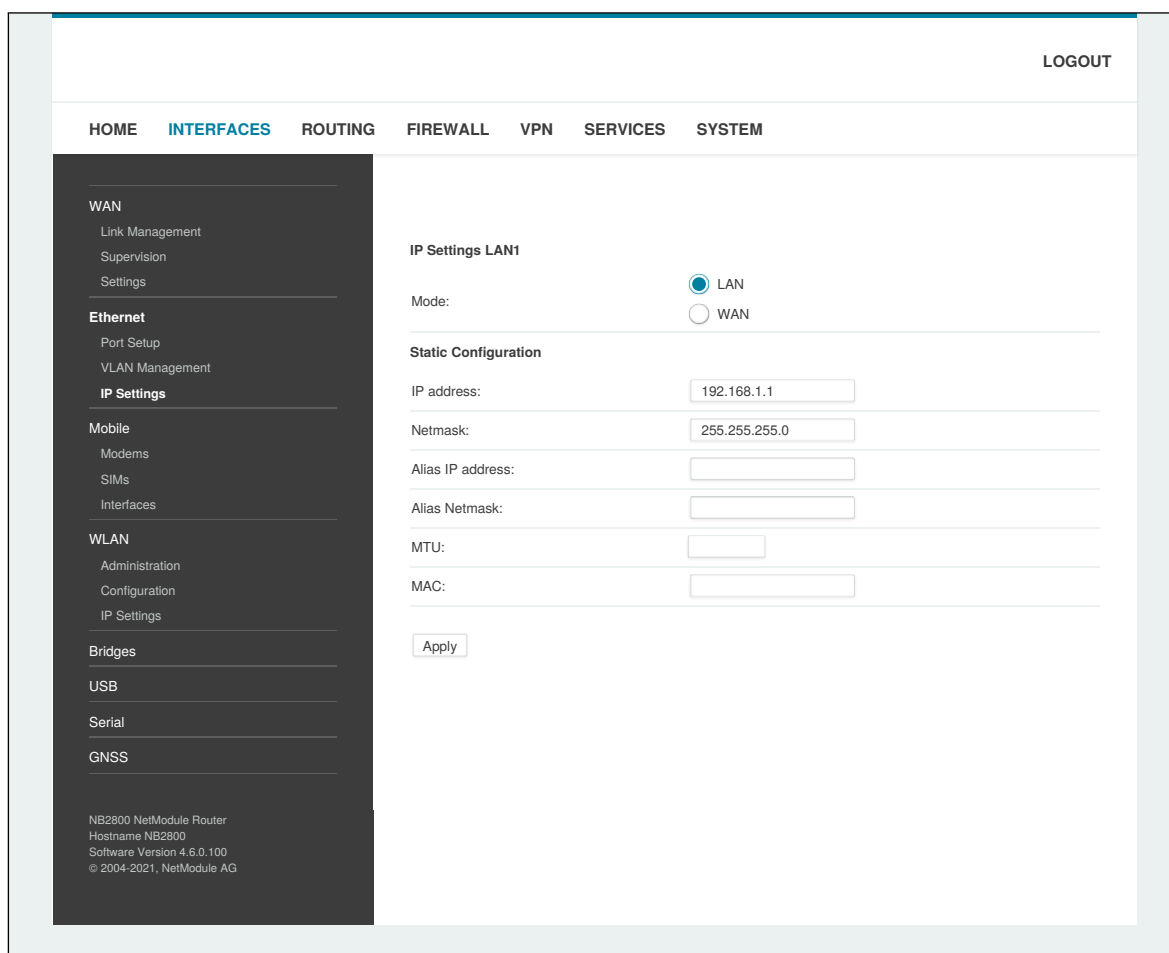 LOGOUT
HOME INTERFACES ROUTING FIREWALL VPN SERVICES SYSTEM
WAN
Link Management
Supervision
Settings
Ethernet
Port Setup
VLAN Management
IP Settings
Mobile
Modems
SIMs
Interfaces
WLAN
Administration
Configuration
IP Settings
Bridges
USB
Serial
GNSS
NB2800 NetModule Router
Hostname NB2800
Software Version 4.6.0.100
© 2004-2021, NetModule AG
IP Settings LAN1
Mode:
LAN
WAN
Static Configuration
IP address: 192.168.1.1
Netmask: 255.255.255.0
Alias IP address:
Alias Netmask:
MTU:
MAC:
Apply